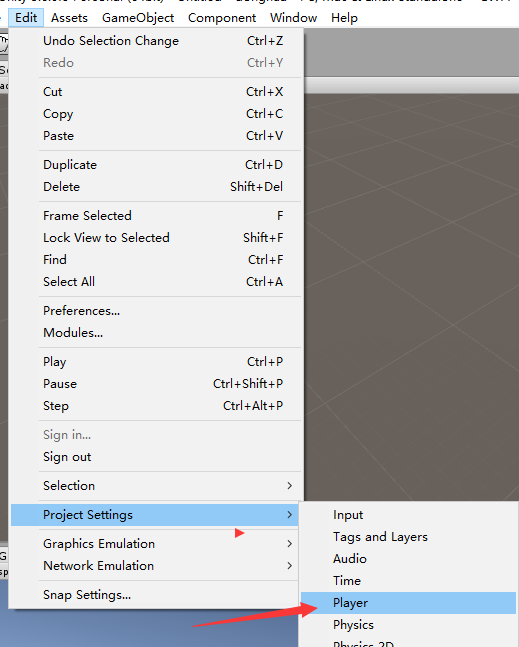 Edit Assets GameObject Component Window Help
Undo Selection Change Ctrl+Z
Redo Ctrl+Y
Cut Ctrl+X
Copy Ctrl+C
Paste Ctrl+V
Duplicate Ctrl+D
Delete Shift+Del
Frame Selected F
Lock View to Selected Shift+F
Find Ctrl+F
Select All Ctrl+A
Preferences...
Modules...
Play Ctrl+P
Pause Ctrl+Shift+P
Step Ctrl+Alt+P
Sign in...
Sign out
Selection
Project Settings
Graphics Emulation
Network Emulation
Snap Settings...
Input
Tags and Layers
Audio
Time
Player
Physics
Physics 2D